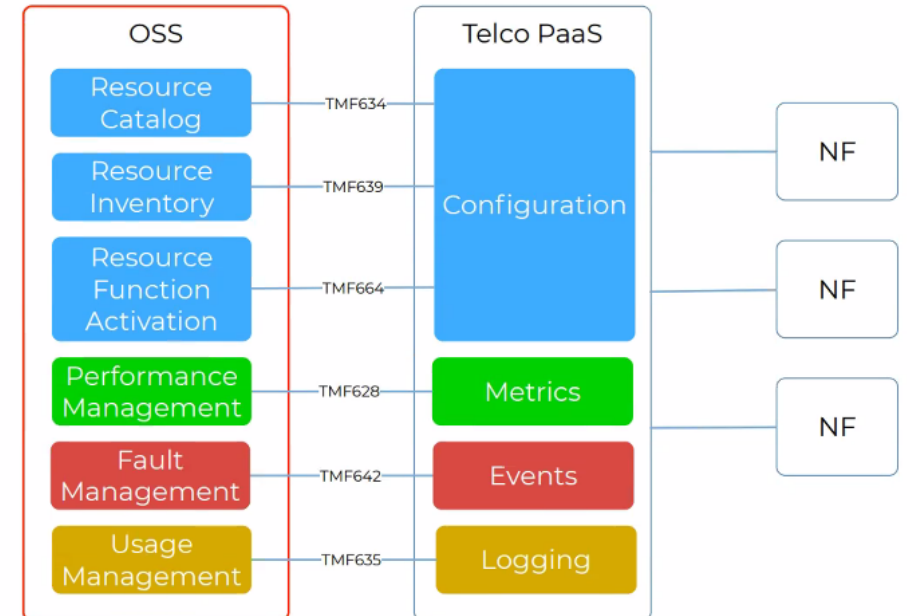 OSS
Telco PaaS
Resource
Catalog
TMF634
Resource
Inventory
TMF639
Configuration
Resource
Function
Activation
TMF664
Performance
Management
TMF628
Metrics
Fault
Management
TMF642
Events
Usage
Management
TMF635
Logging
NF
NF
NF